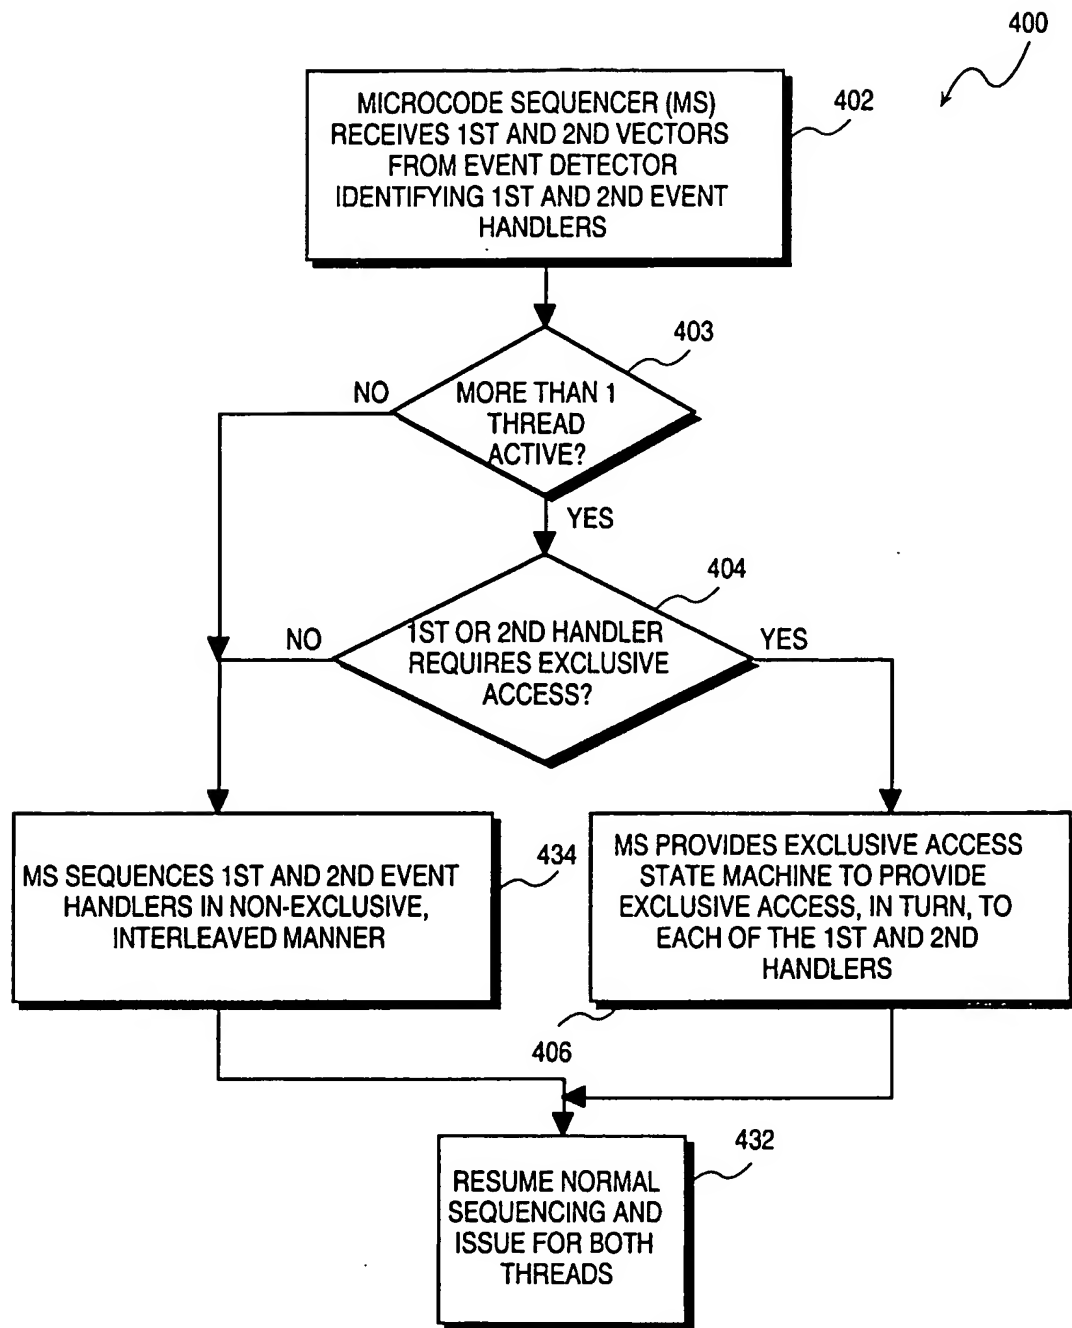 400
MICROCODE SEQUENCER (MS)
RECEIVES 1ST AND 2ND VECTORS
FROM EVENT DETECTOR
IDENTIFYING 1ST AND 2ND EVENT
HANDLERS
402
403
NO
MORE THAN 1
THREAD
ACTIVE?
YES
404
NO
1ST OR 2ND HANDLER
REQUIRES EXCLUSIVE
ACCESS?
YES
MS SEQUENCES 1ST AND 2ND EVENT
HANDLERS IN NON-EXCLUSIVE,
INTERLEAVED MANNER
434
MS PROVIDES EXCLUSIVE ACCESS
STATE MACHINE TO PROVIDE
EXCLUSIVE ACCESS, IN TURN, TO
EACH OF THE 1ST AND 2ND
HANDLERS
406
RESUME NORMAL
SEQUENCING AND
ISSUE FOR BOTH
THREADS
432